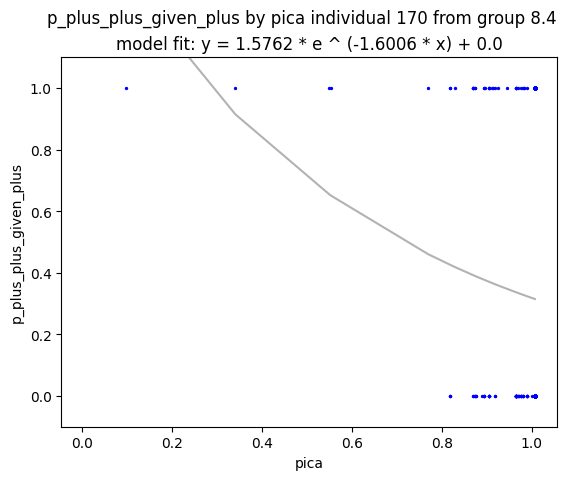 p_plus_plus_given_plus by pica individual 170 from group 8.4
model fit: y = 1.5762 * e ^ (-1.6006 * x) + 0.0
1.0
0.8
0.6
0.4
0.2
0.0
p_plus_plus_given_plus
0.0 0.2 0.4 0.6 0.8 1.0
pica